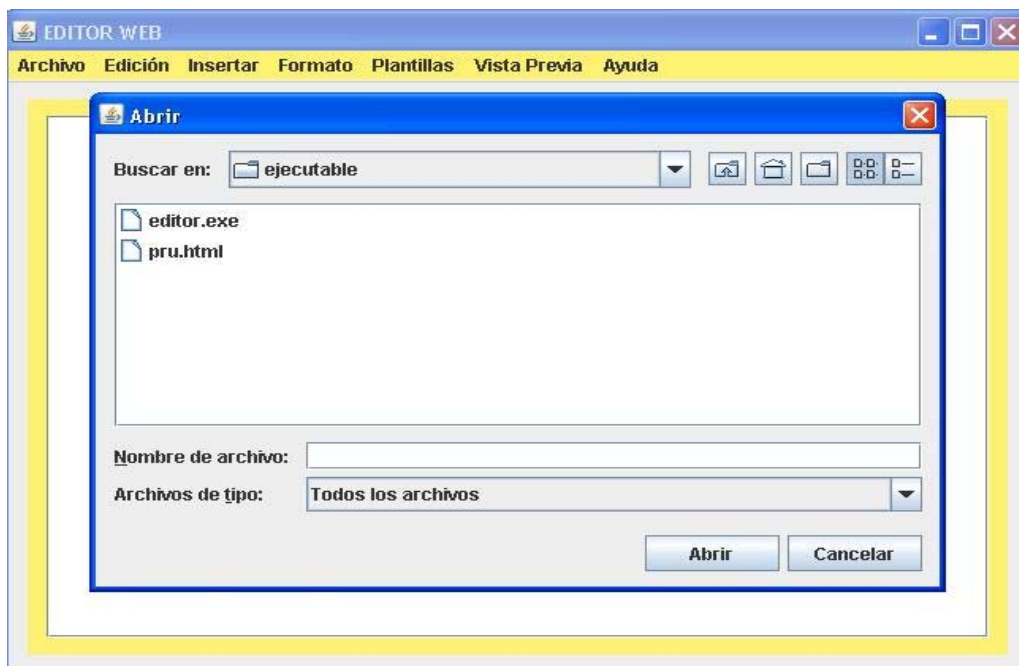 EDITOR WEB
Archivo Edición Insertar Formato Plantillas Vista Previa Ayuda
Abrir
Buscar en: ejecutable
editor.exe
pru.html
Nombre de archivo:
Archivos de tipo: Todos los archivos
Abrir Cancelar